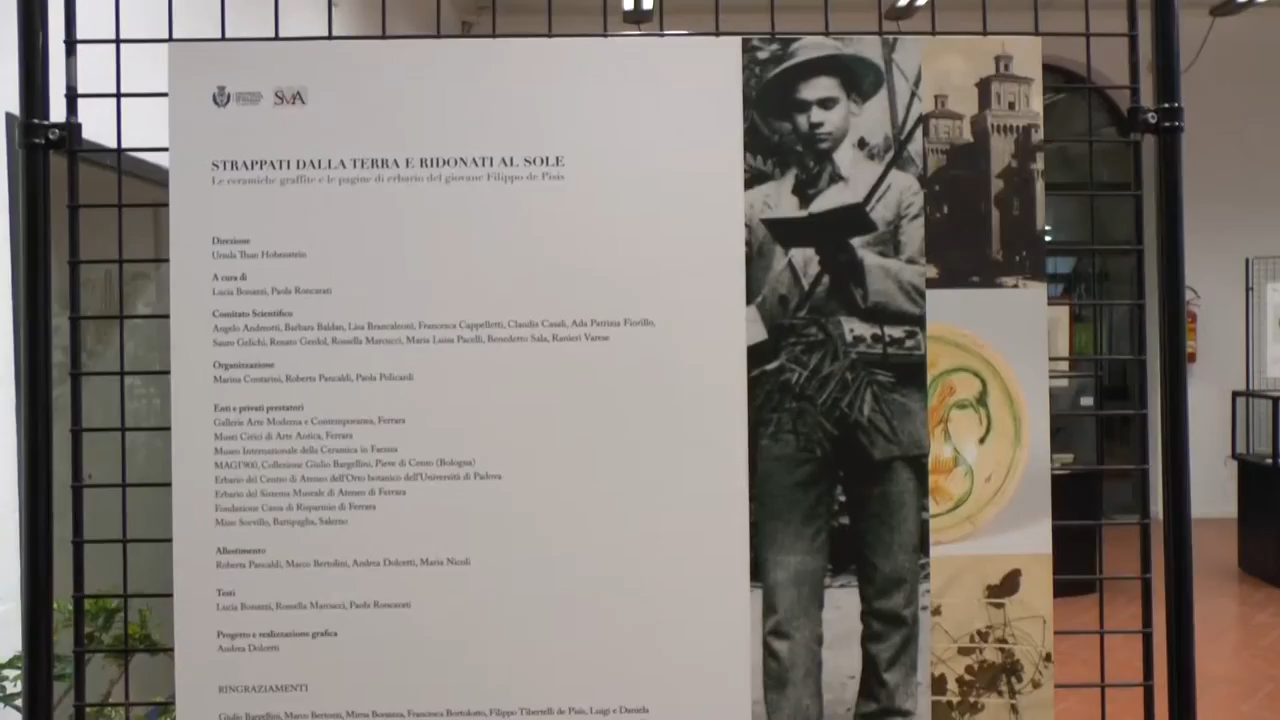 SMA
STRAPPATI DALLA TERRA E RIDONATI AL SOLE
Le ceramiche graffite e le pagine di erbario del giovane Filippo de Pisis
Direzione
Ursula Thun Hohenstein
A cura di
Lucia Bonazzi, Paola Roncarati
Comitato Scientifico
Angelo Andreotti, Barbara Baldan, Lisa Brancaleoni, Francesca Cappelletti, Claudia Casali, Ada Patrizia Fiorillo,
Sauro Gelichi, Renato Gerdol, Rossella Marcucci, Maria Luisa Pacelli, Benedetto Sala, Ranieri Varese
Organizzazione
Marina Contarini, Roberta Pancaldi, Paola Policardi
Enti e privati prestatori
Gallerie Arte Moderna e Contemporanea, Ferrara
Musei Civici di Arte Antica, Ferrara
Museo Internazionale della Ceramica in Faenza
MAGI'900, Collezione Giulio Bargellini, Pieve di Cento (Bologna)
Erbario del Centro di Ateneo dell'Orto botanico dell'Università di Padova
Erbario del Sistema Museale di Ateneo di Ferrara
Fondazione Cassa di Risparmio di Ferrara
Mino Sorvillo, Battipaglia, Salerno
Allestimento
Roberta Pancaldi, Marco Bertolini, Andrea Dolcetti, Maria Nicoli
Testi
Lucia Bonazzi, Rossella Marcucci, Paola Roncarati
Progetto e realizzazione grafica
Andrea Dolcetti
RINGRAZIAMENTI
Giulio Bargellini, Marco Bertozzi, Mirna Bonazza, Francesca Bortolotto, Filippo Tibertelli de Pisis, Luigi e Daniela